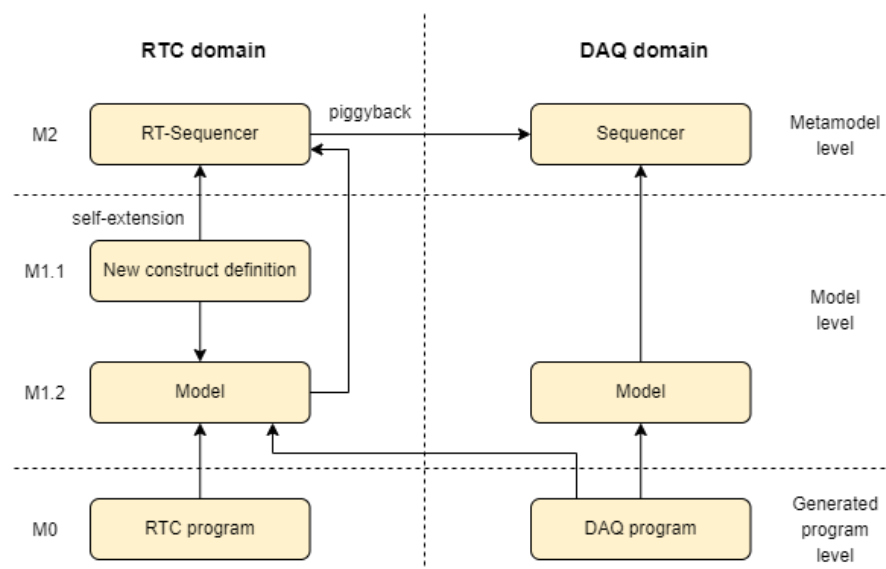 RTC domain
DAQ domain
M2
RT-Sequencer
piggyback
Sequencer
Metamodel
level
self-extension
M1.1
New construct definition
Model
level
M1.2
Model
Model
M0
RTC program
DAQ program
Generated
program
level